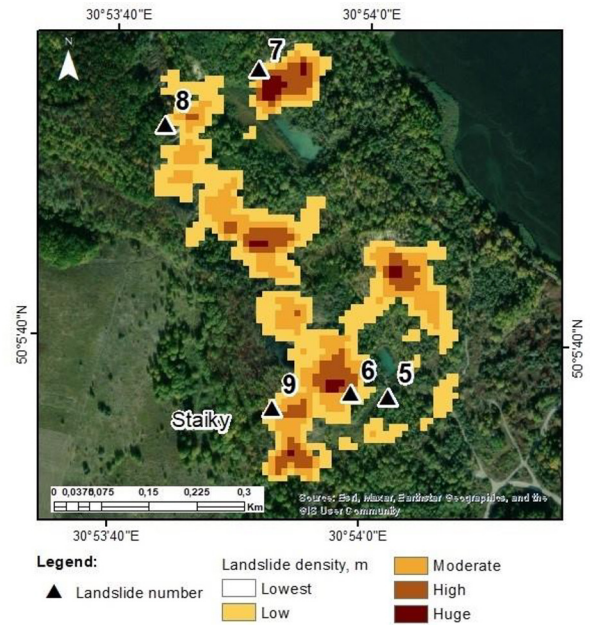 30°53'40"E 30°54'0"E
N
7
8
50°5'40"N 50°5'40"N
6 5
9
Staiky
0 0,0375 0,075 0,15 0,225 0,3
Km
Source: Esri, Maxar, Earthstar Geographics, and the
GIS User Community
30°53'40"E 30°54'0"E
Legend:
Landslide number
Landslide density, m
Lowest
Low
Moderate
High
Huge